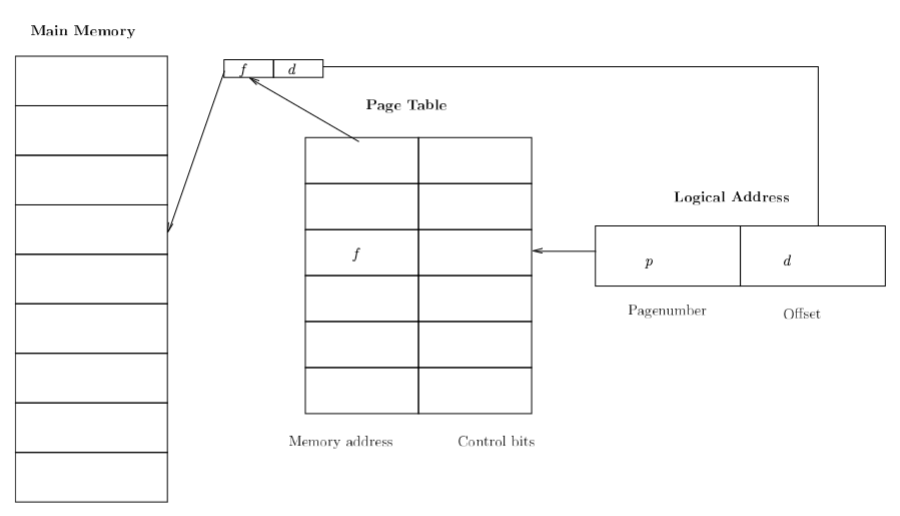 Main Memory
f d
Page Table
Logical Address
f
p d
Pagenumber Offset
Memory address Control bits